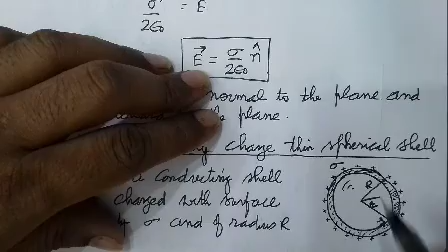 σ/2ε₀ = E
E⃗ = σ/2ε₀ n̂
normal to the plane and
the plane.
charge thin spherical shell
σ
conducting shell
R
charged with surface
σ and of radius R